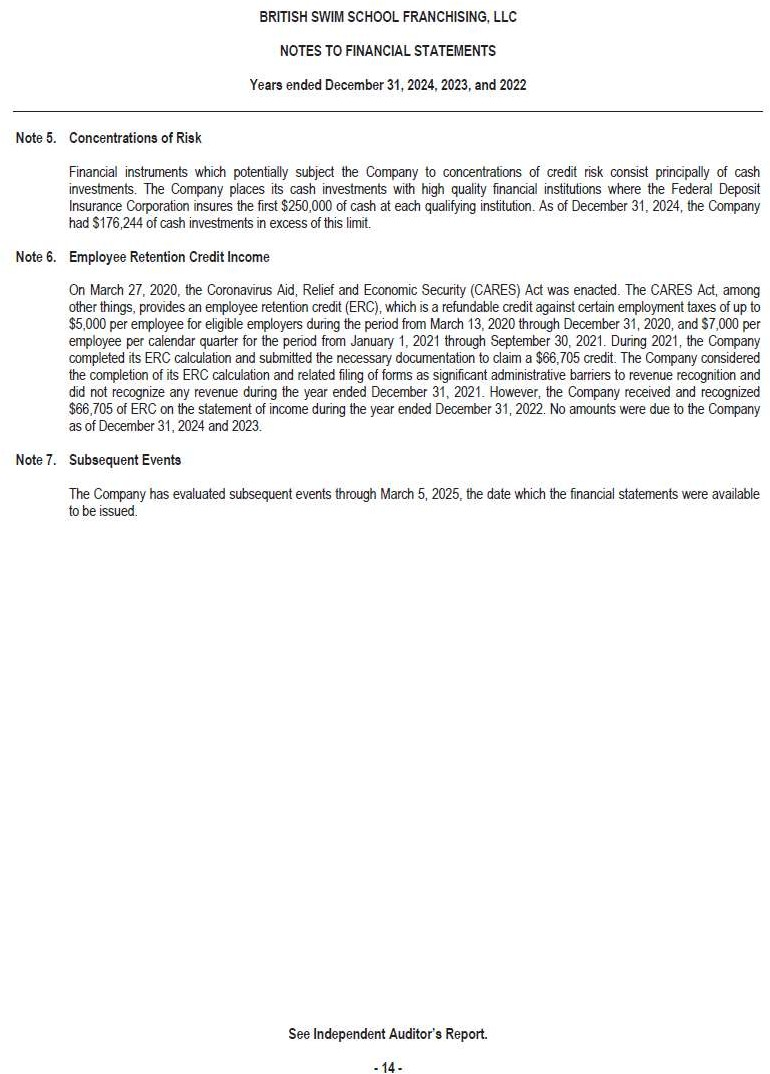 BRITISH SWIM SCHOOL FRANCHISING, LLC
NOTES TO FINANCIAL STATEMENTS
Years ended December 31, 2024, 2023, and 2022
Note 5. Concentrations of Risk
Financial instruments which potentially subject the Company to concentrations of credit risk consist principally of cash
investments. The Company places its cash investments with high quality financial institutions where the Federal Deposit
Insurance Corporation insures the first $250,000 of cash at each qualifying institution. As of December 31, 2024, the Company
had $176,244 of cash investments in excess of this limit.
Note 6. Employee Retention Credit Income
On March 27, 2020, the Coronavirus Aid, Relief and Economic Security (CARES) Act was enacted. The CARES Act, among
other things, provides an employee retention credit (ERC), which is a refundable credit against certain employment taxes of up to
$5,000 per employee for eligible employers during the period from March 13, 2020 through December 31, 2020, and $7,000 per
employee per calendar quarter for the period from January 1, 2021 through September 30, 2021. During 2021, the Company
completed its ERC calculation and submitted the necessary documentation to claim a $66,705 credit. The Company considered
the completion of its ERC calculation and related filing of forms as significant administrative barriers to revenue recognition and
did not recognize any revenue during the year ended December 31, 2021. However, the Company received and recognized
$66,705 of ERC on the statement of income during the year ended December 31, 2022. No amounts were due to the Company
as of December 31, 2024 and 2023.
Note 7. Subsequent Events
The Company has evaluated subsequent events through March 5, 2025, the date which the financial statements were available
to be issued.
See Independent Auditor's Report.
- 14 -